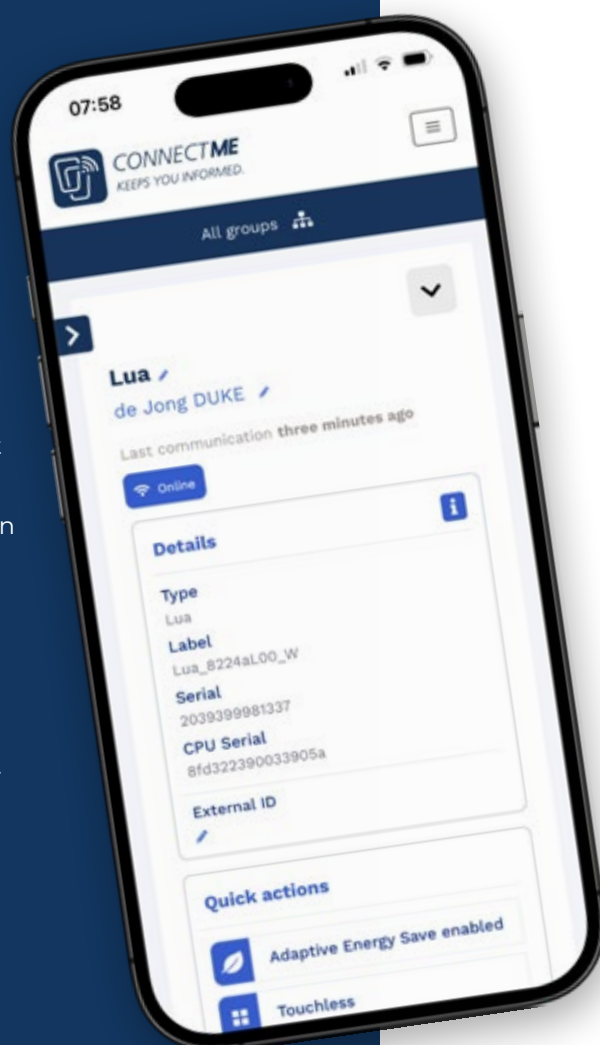 07:58
CONNECTME
KEEPS YOU INFORMED.
All groups
Lua
de Jong DUKE
Last communication three minutes ago
Online
n
Details
Type
Lua
Label
Lua_8224aL00_W
Serial
2039399981337
CPU Serial
8fd322390033905a
External ID
Quick actions
Adaptive Energy Save enabled
Touchless